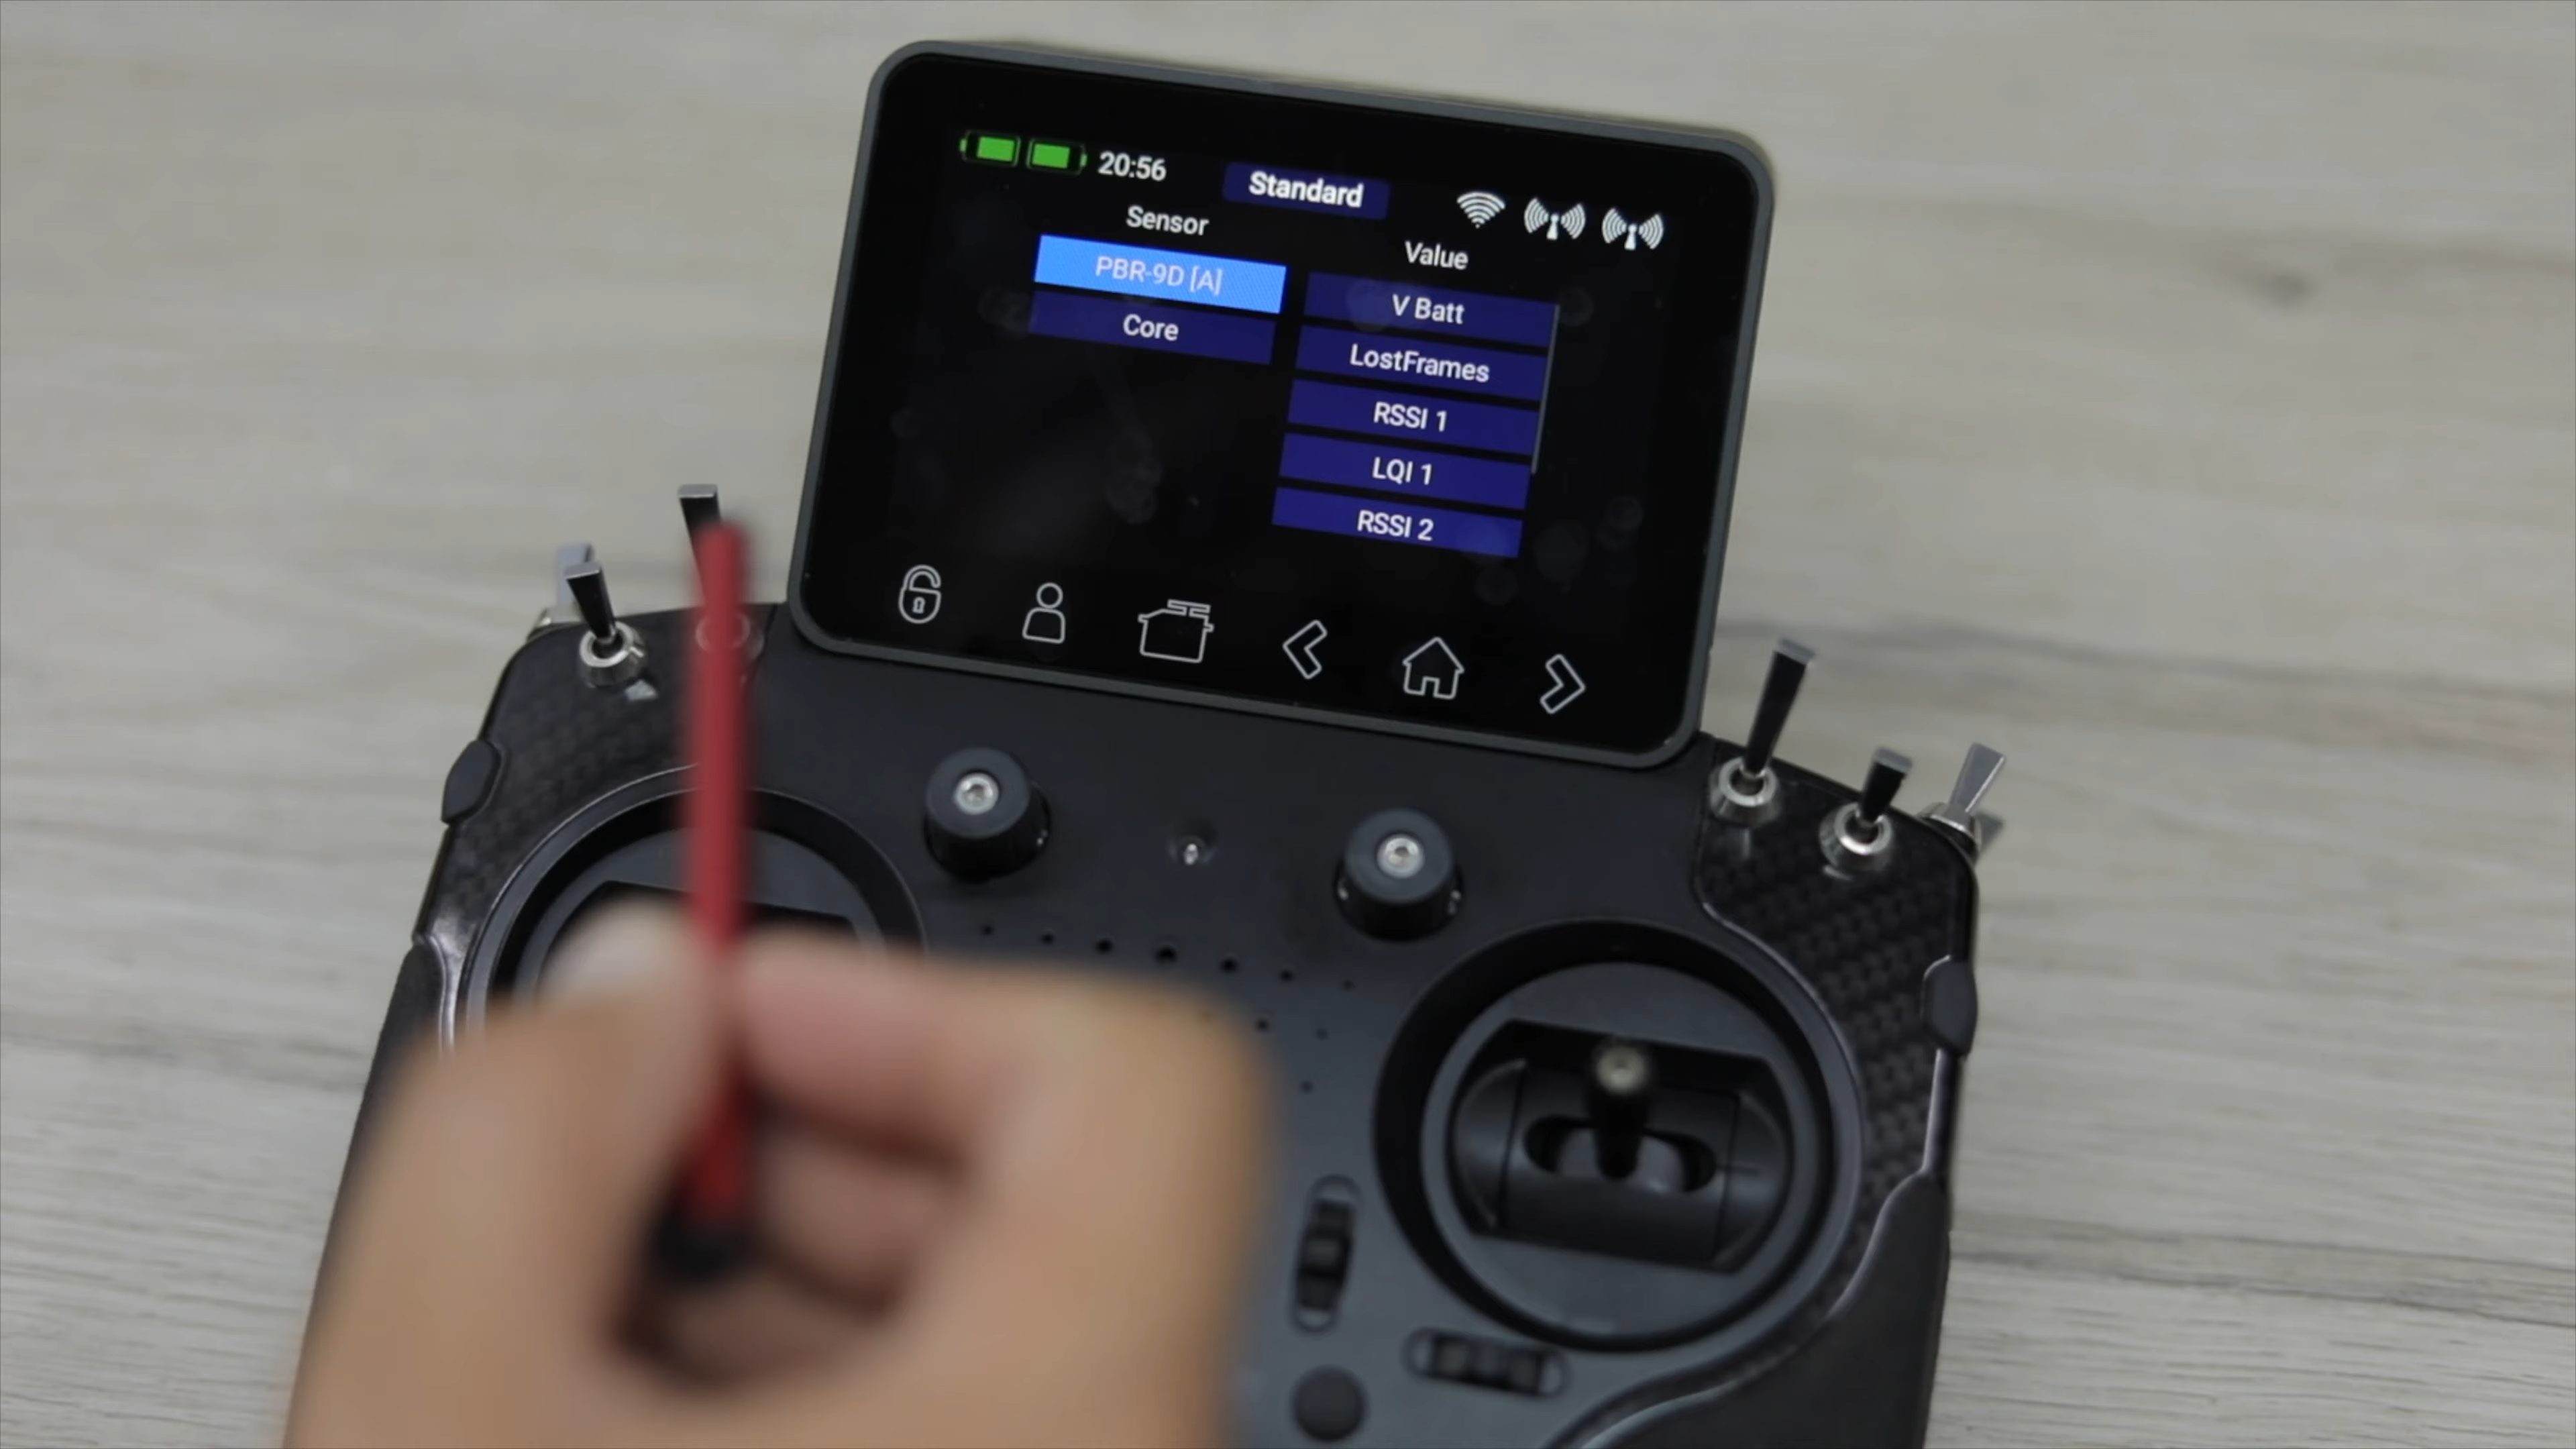 20:56
Standard
Sensor
Value
PBR-9D [A]
Core
V Batt
LostFrames
RSSI 1
LQI 1
RSSI 2